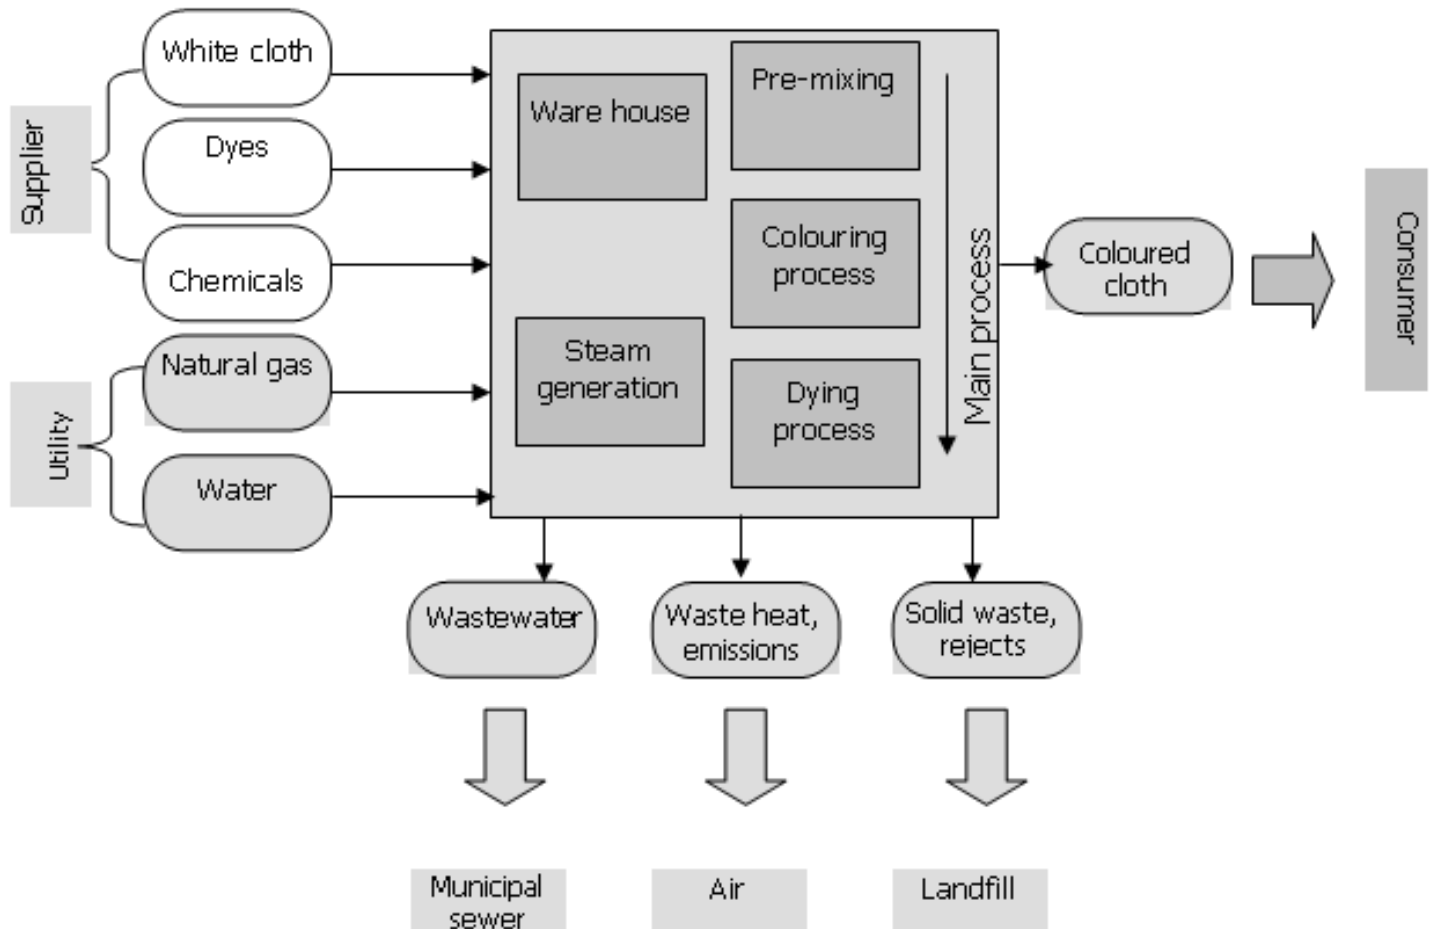 Supplier
White cloth
Dyes
Chemicals
Utility
Natural gas
Water
Ware house
Steam
generation
Pre-mixing
Colouring
process
Dying
process
Main process
Coloured
cloth
Consumer
Wastewater
Waste heat,
emissions
Solid waste,
rejects
Municipal
sewer
Air
Landfill